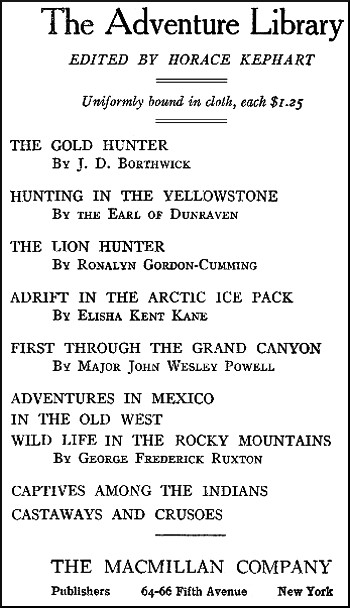 The Adventure Library
EDITED BY HORACE KEPHART
Uniformly bound in cloth, each $1.25
THE GOLD HUNTER
By J. D. Borthwick
HUNTING IN THE YELLOWSTONE
By the Earl of Dunraven
THE LION HUNTER
By Ronalyn Gordon-Cumming
ADRIFT IN THE ARCTIC ICE PACK
By Elisha Kent Kane
FIRST THROUGH THE GRAND CANYON
By Major John Wesley Powell
ADVENTURES IN MEXICO
IN THE OLD WEST
WILD LIFE IN THE ROCKY MOUNTAINS
By George Frederick Ruxton
CAPTIVES AMONG THE INDIANS
CASTAWAYS AND CRUSOES
THE MACMILLAN COMPANY
Publishers 64-66 Fifth Avenue New York